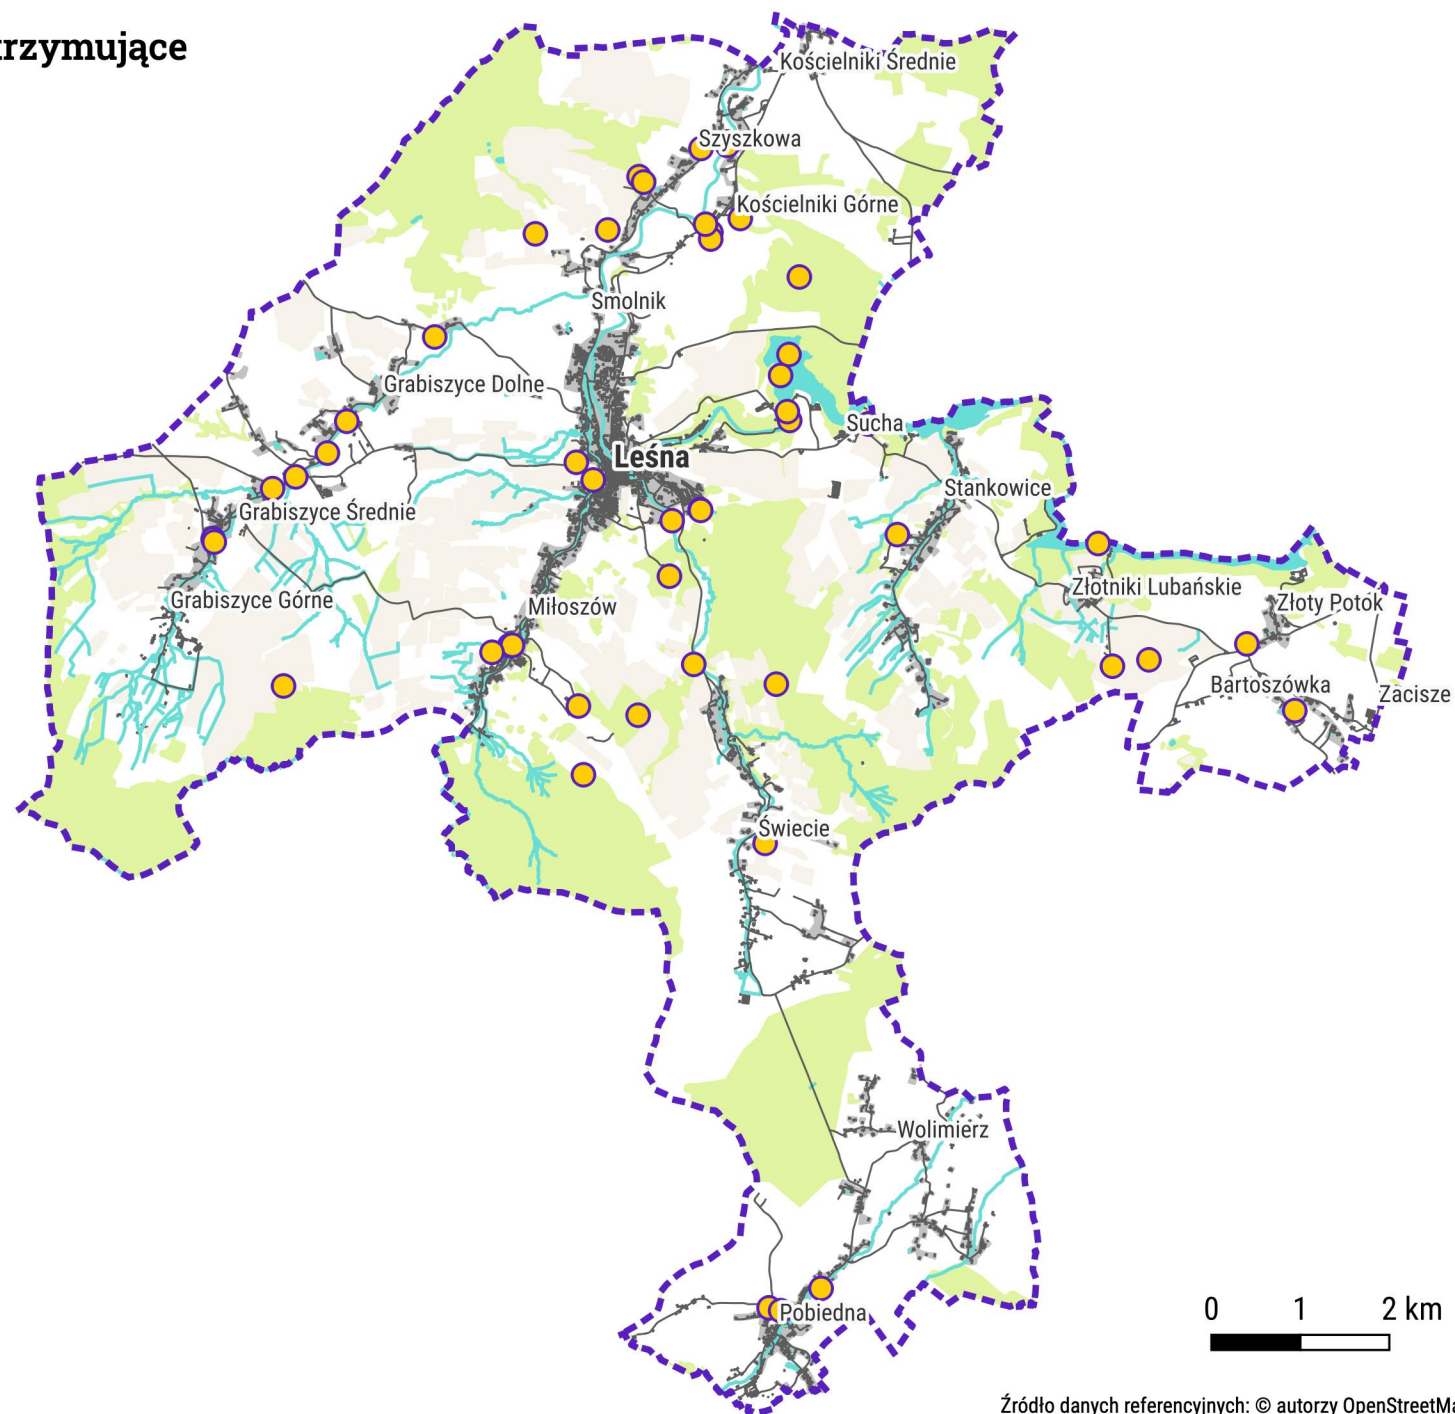 trzymujące
Kościelniki Średnie
Szyszkowa
Kościelniki Górne
Smolnik
Grabiszyce Dolne
Sucha
Leśna
Stankowice
Grabiszyce Średnie
Złotniki Lubańskie
Grabiszyce Górne
Miłoszów
Złoty Potok
Bartoszówka
Zacisze
Świecie
Wolimierz
Pobiedna
0 1 2 km
Źródło danych referencyjnych: © autorzy OpenStreetMa